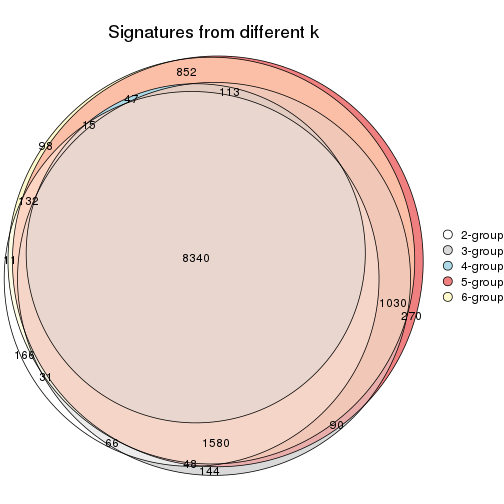 Signatures from different k
852
47
113
15
98
132
8340
11
1030
270
166
31
90
66
1580
48
144
2-group
3-group
4-group
5-group
6-group